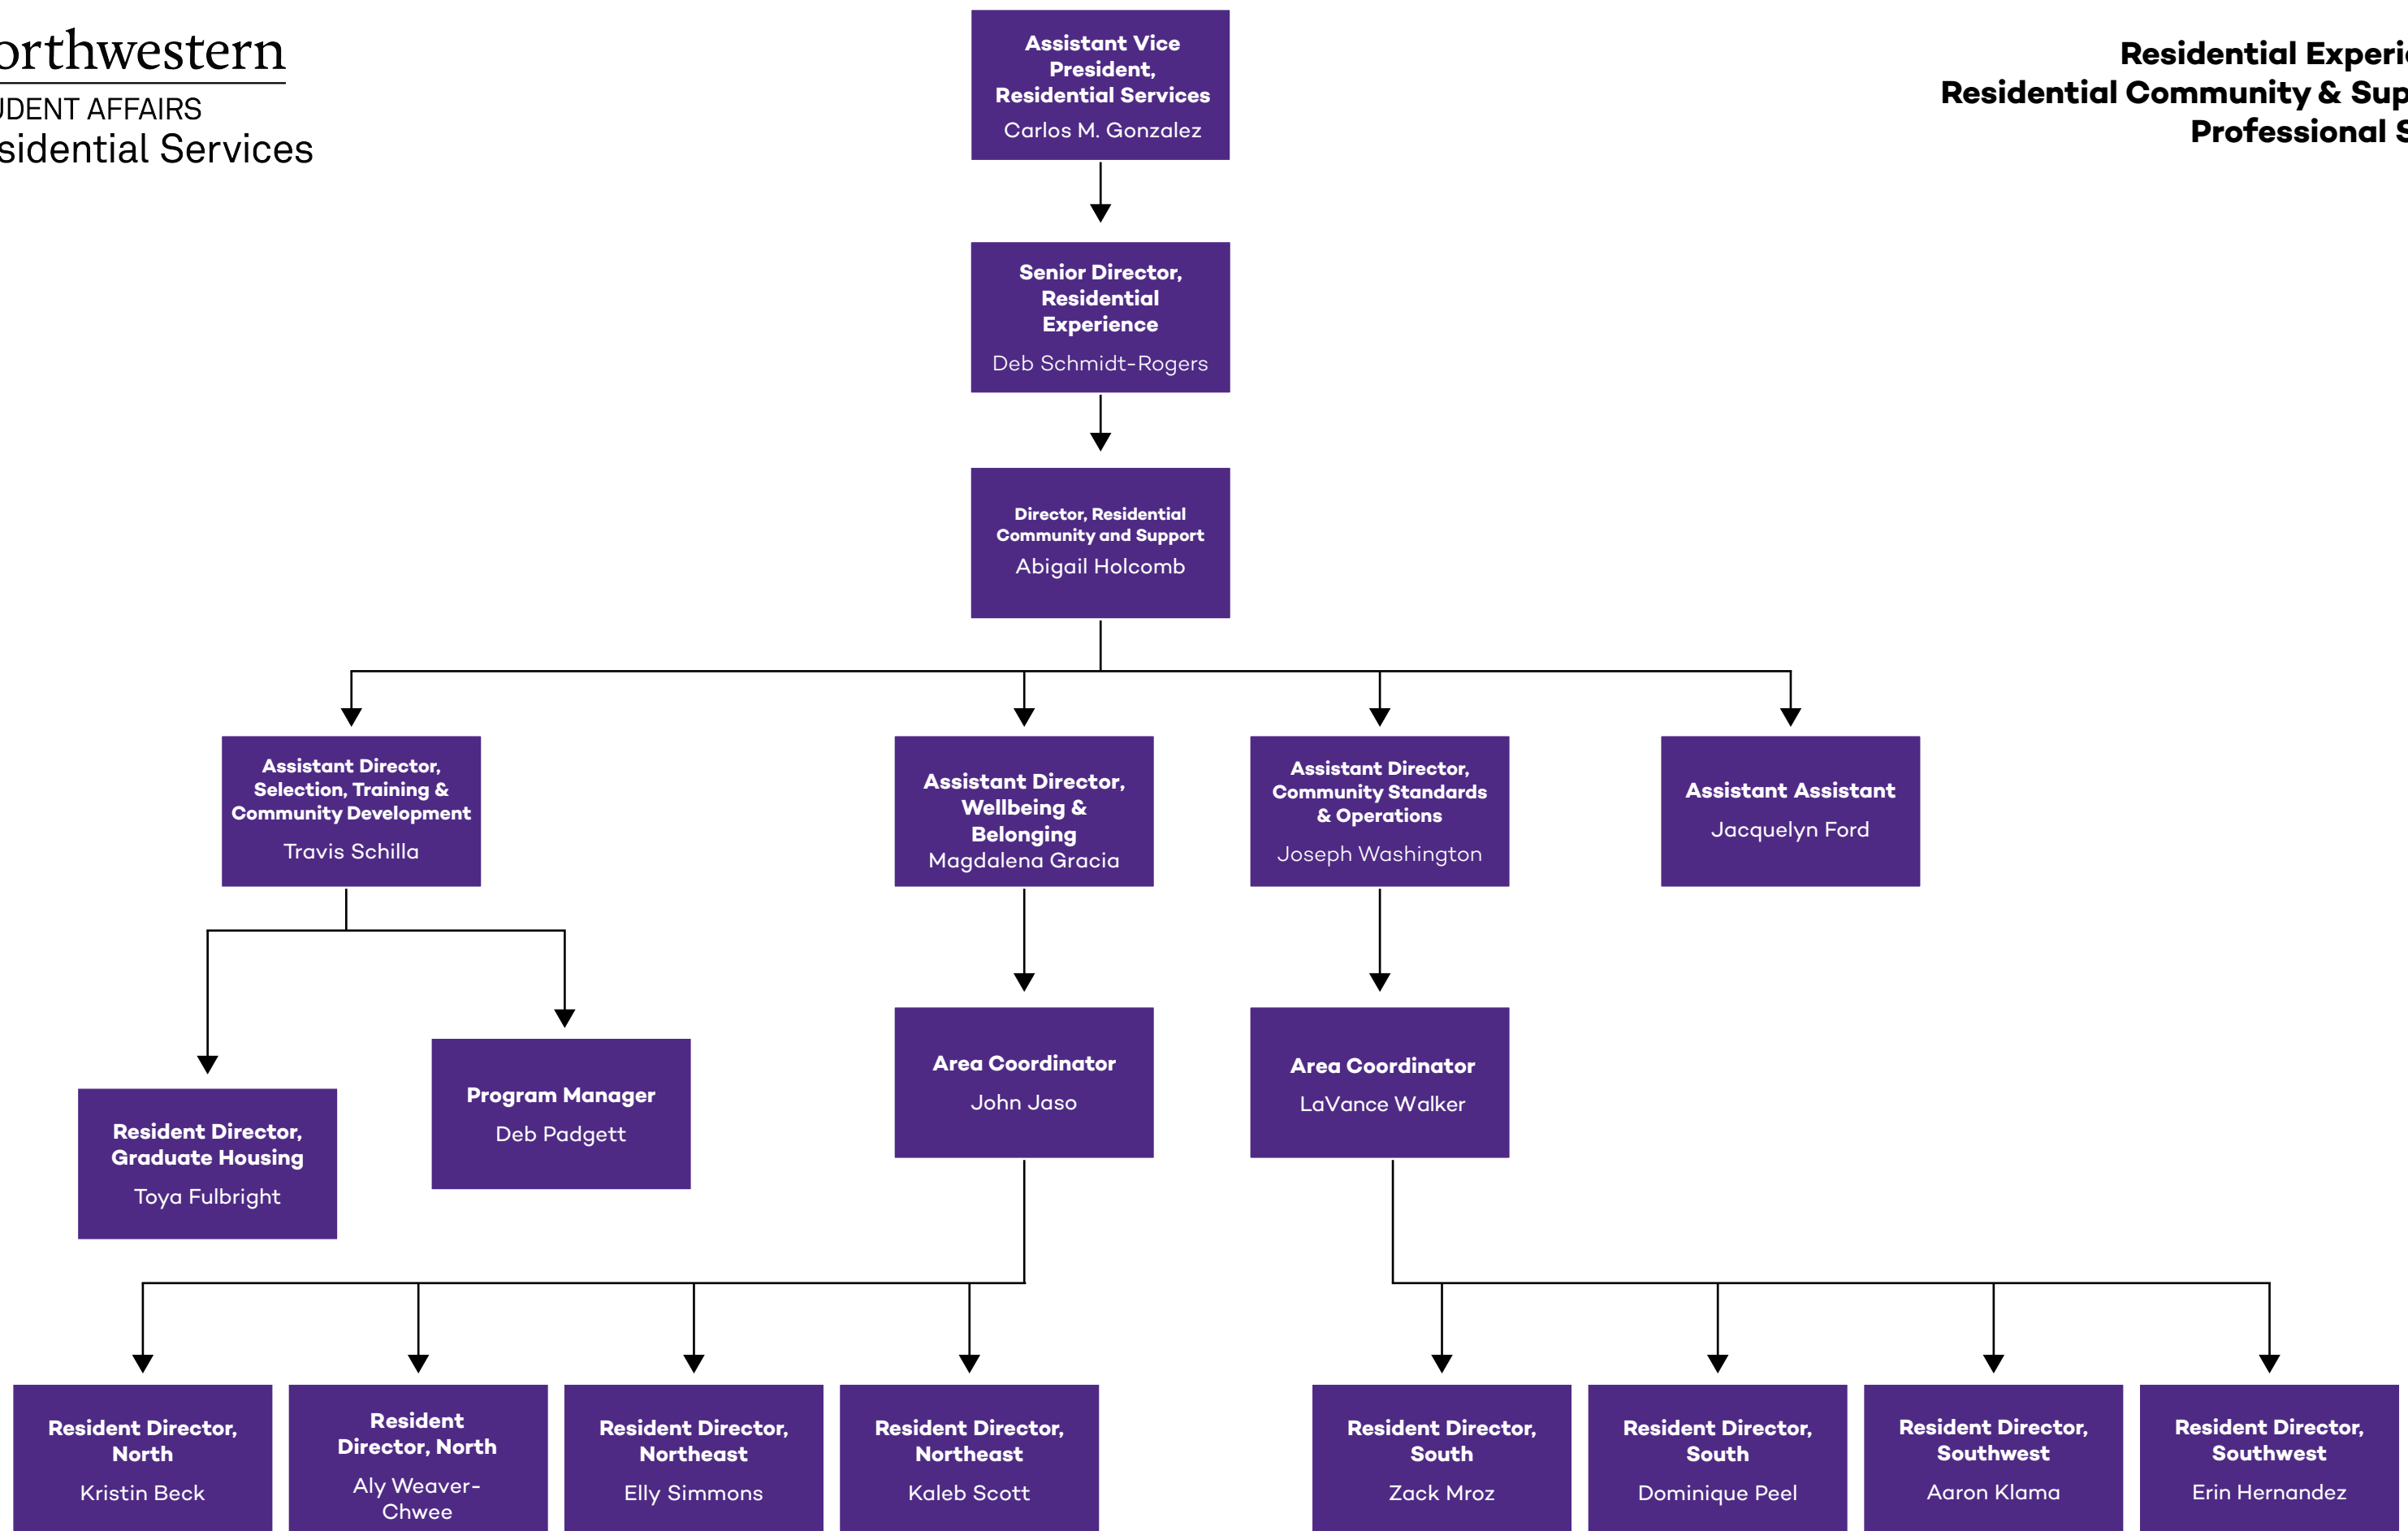 orthwestern
UDENT AFFAIRS
sidential Services
Residential Experi
Residential Community & Sup
Professional S
Assistant Vice
President,
Residential Services
Carlos M. Gonzalez
Senior Director,
Residential
Experience
Deb Schmidt-Rogers
Director, Residential
Community and Support
Abigail Holcomb
Assistant Director,
Selection, Training &
Community Development
Travis Schilla
Assistant Director,
Wellbeing &
Belonging
Magdalena Gracia
Assistant Director,
Community Standards
& Operations
Joseph Washington
Assistant Assistant
Jacquelyn Ford
Resident Director,
Graduate Housing
Toya Fulbright
Program Manager
Deb Padgett
Area Coordinator
John Jaso
Area Coordinator
LaVance Walker
Resident Director,
North
Kristin Beck
Resident
Director, North
Aly Weaver-
Chwee
Resident Director,
Northeast
Elly Simmons
Resident Director,
Northeast
Kaleb Scott
Resident Director,
South
Zack Mroz
Resident Director,
South
Dominique Peel
Resident Director,
Southwest
Aaron Klama
Resident Director,
Southwest
Erin Hernandez